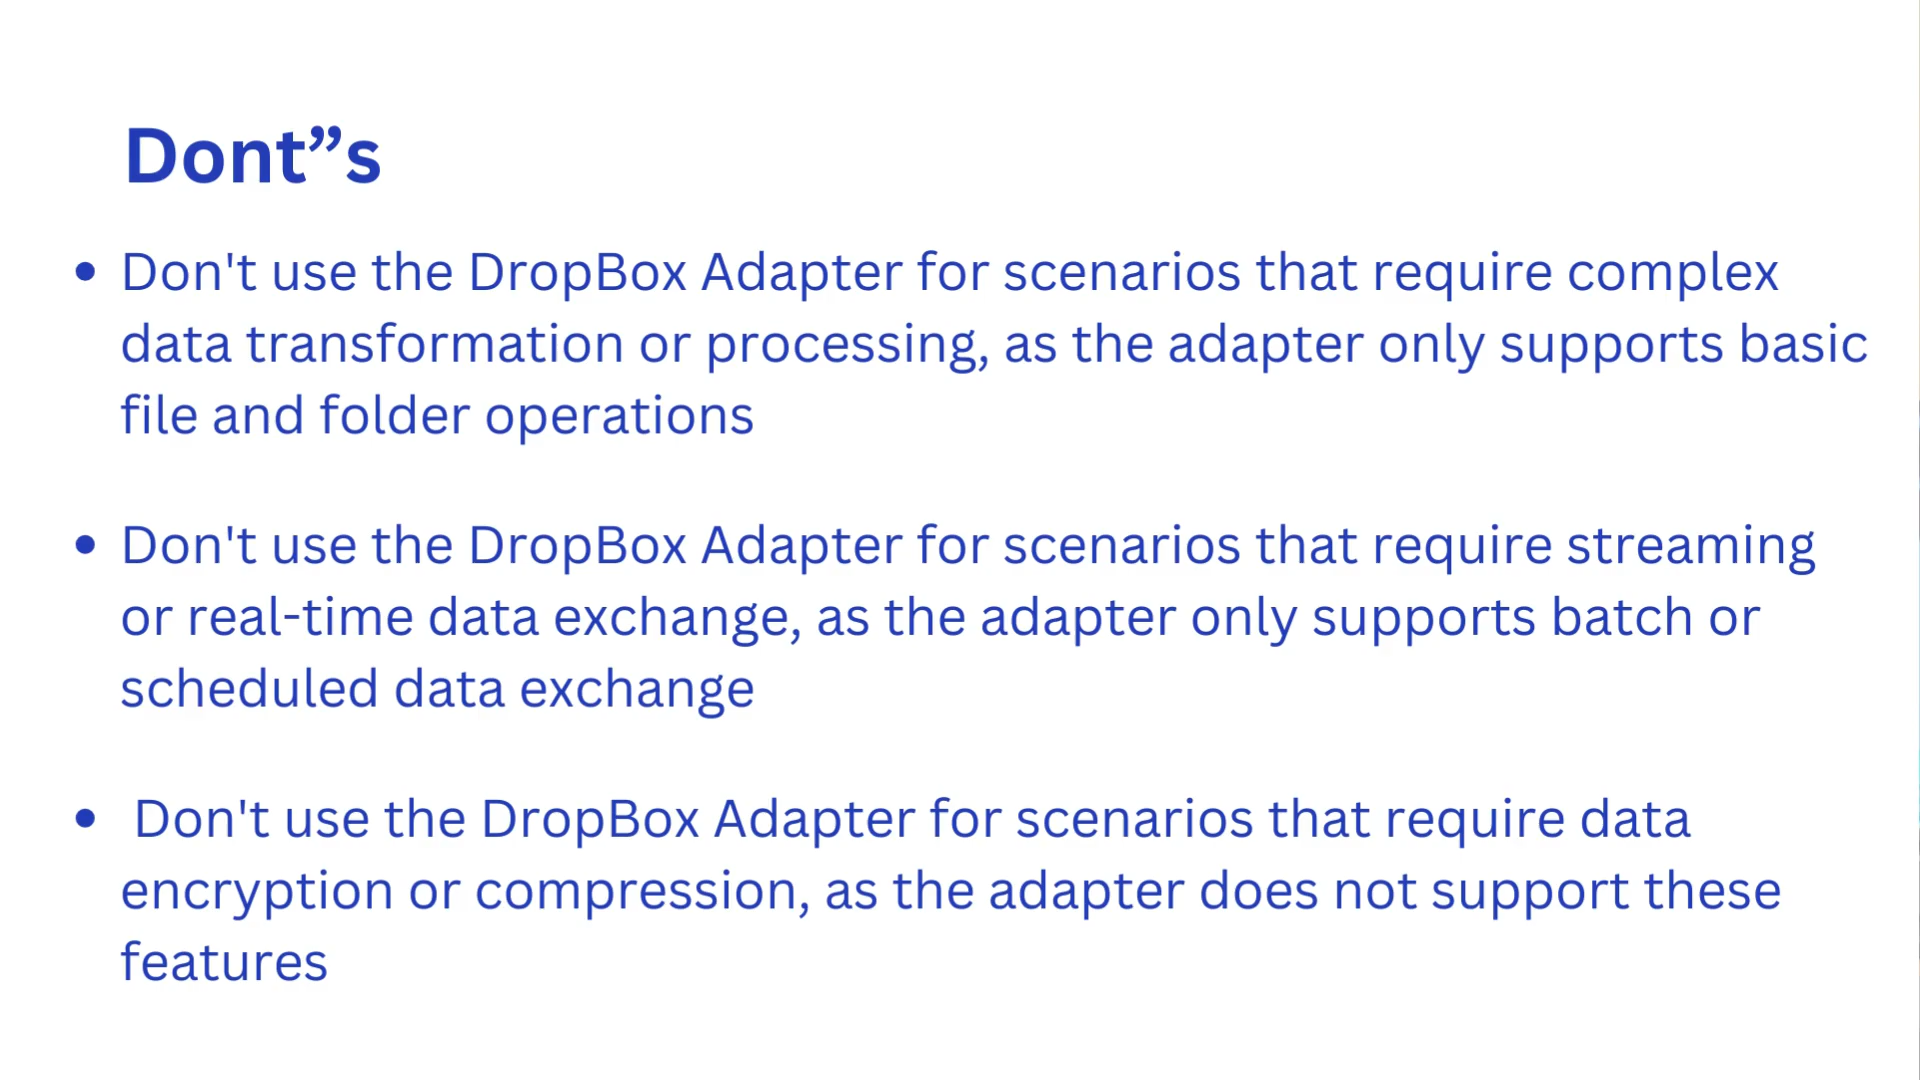 Dont”s
• Don't use the DropBox Adapter for scenarios that require complex
data transformation or processing, as the adapter only supports basic
file and folder operations
• Don't use the DropBox Adapter for scenarios that require streaming
or real-time data exchange, as the adapter only supports batch or
scheduled data exchange
• Don't use the DropBox Adapter for scenarios that require data
encryption or compression, as the adapter does not support these
features